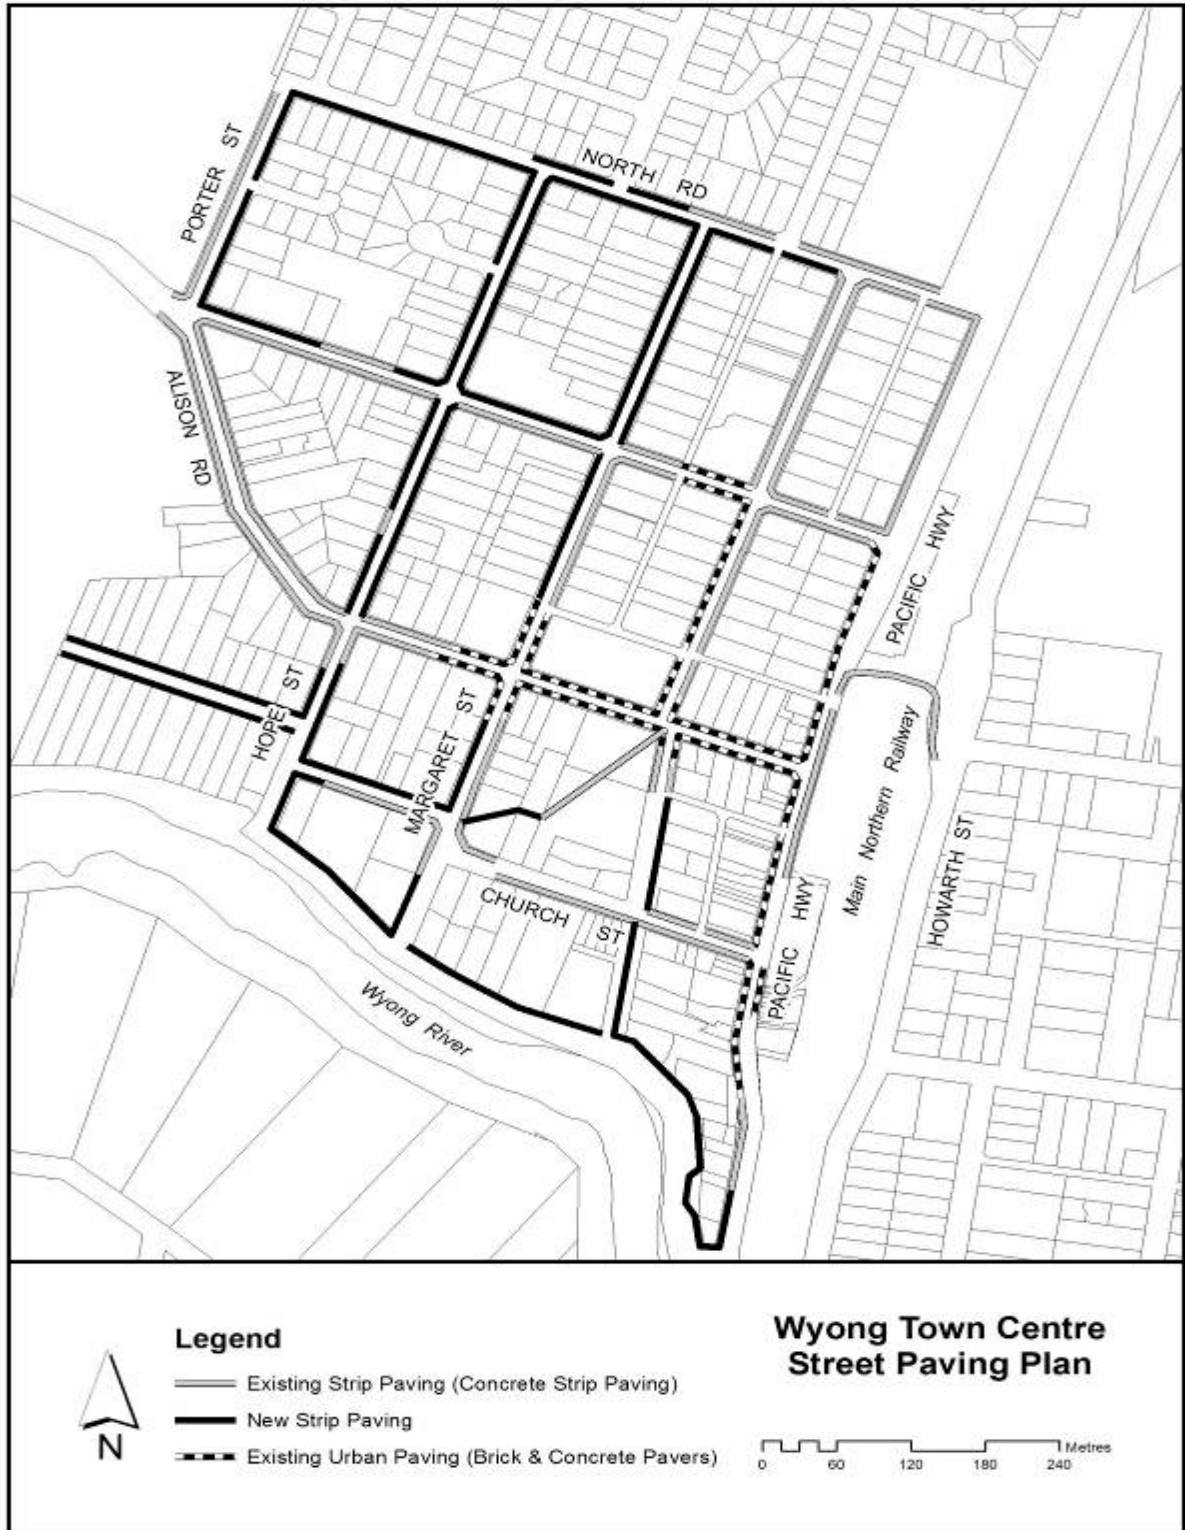 NORTH RD
PORTER ST
ALISON RD
PACIFIC HWY
HOPE ST
MARGARET ST
Main Northern Railway
HOWARTH ST
CHURCH ST
PACIFIC HWY
Wyong River
Legend
Existing Strip Paving (Concrete Strip Paving)
New Strip Paving
Existing Urban Paving (Brick & Concrete Pavers)
N
Wyong Town Centre
Street Paving Plan
Metres
0 60 120 180 240